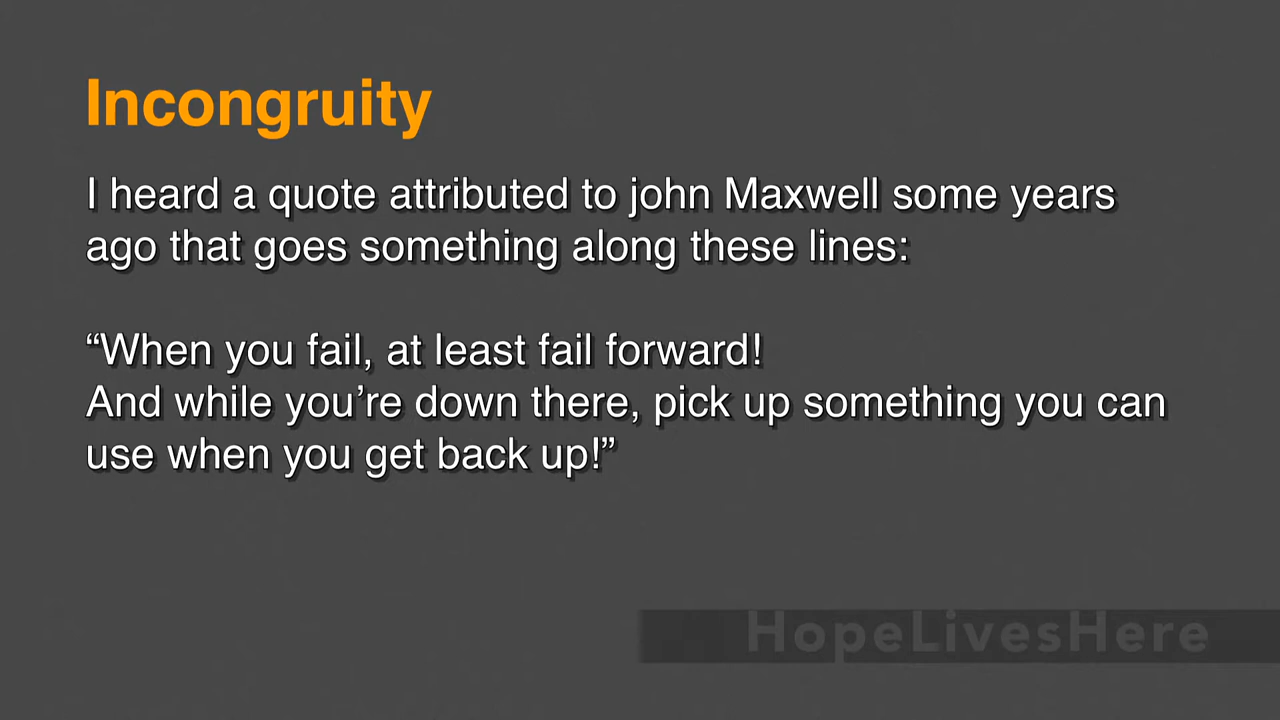 Incongruity
I heard a quote attributed to john Maxwell some years
ago that goes something along these lines:
“When you fail, at least fail forward!
And while you’re down there, pick up something you can
use when you get back up!”
HopeLivesHere